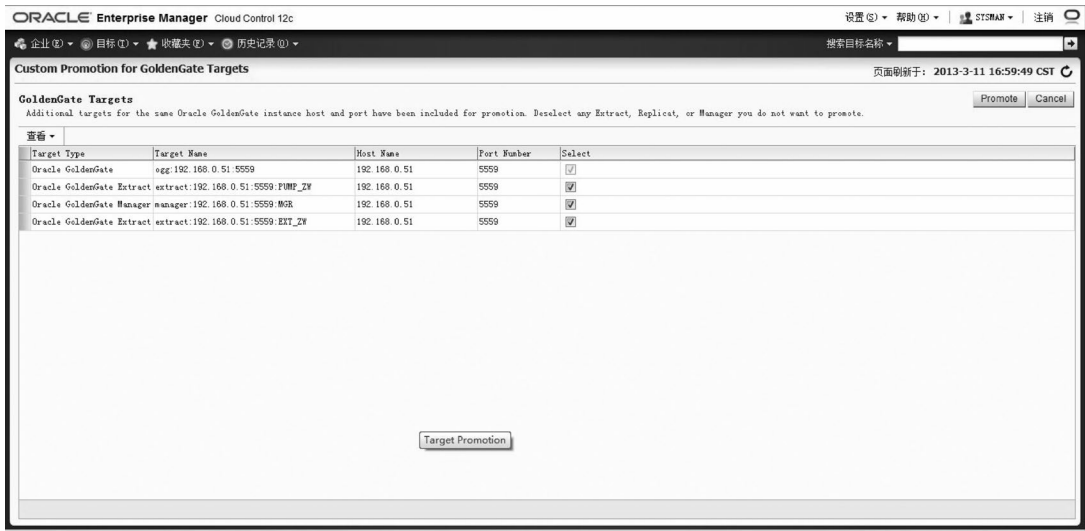 ORACLE Enterprise Manager Cloud Control 12c 设置(S) 帮助(H) SYSMAN 注销
企业(E) 目标(T) 收藏夹(F) 历史记录(O) 搜索目标名称
Custom Promotion for GoldenGate Targets 页面刷新于: 2013-3-11 16:59:49 CST
GoldenGate Targets Promote Cancel
Additional targets for the same Oracle GoldenGate instance host and port have been included for promotion. Deselect any Extract, Replicat, or Manager you do not want to promote.
查看
Target Type Target Name Host Name Port Number Select
Oracle GoldenGate ogg:192.168.0.51:5559 192.168.0.51 5559
Oracle GoldenGate Extract extract:192.168.0.51:5559:PUMP_ZW 192.168.0.51 5559
Oracle GoldenGate Manager manager:192.168.0.51:5559:MGR 192.168.0.51 5559
Oracle GoldenGate Extract extract:192.168.0.51:5559:EXT_ZW 192.168.0.51 5559
Target Promotion